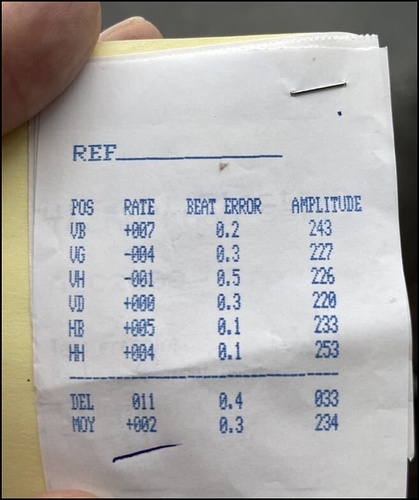 REF____________________
POS RATE BEAT ERROR AMPLITUDE
VB +007 0.2 243
VG -004 0.3 227
VH -001 0.5 226
VD +000 0.3 220
HB +005 0.1 233
HH +004 0.1 253
DEL 011 0.4 033
MOY +002 0.3 234